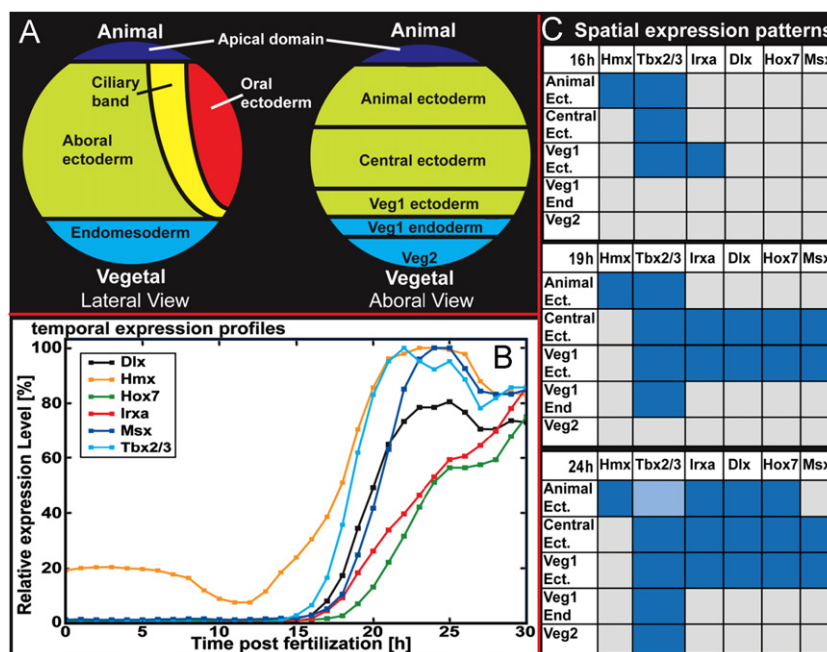 A
Animal
Apical domain
Animal
Ciliary
band
Oral
ectoderm
Aboral
ectoderm
Endomesoderm
Vegetal
Lateral View
Animal ectoderm
Central ectoderm
Veg1 ectoderm
Veg1 endoderm
Veg2
Vegetal
Aboral View
temporal expression profiles
B
Relative expression Level [%]
100
80
60
40
20
0
Dlx
Hmx
Hox7
Irxa
Msx
Tbx2/3
0 5 10 15 20 25 30
Time post fertilization [h]
C Spatial expression patterns
16h Hmx Tbx2/3 Irxa Dlx Hox7 Msx
Animal
Ect.
Central
Ect.
Veg1
Ect.
Veg1
End
Veg2
19h Hmx Tbx2/3 Irxa Dlx Hox7 Msx
Animal
Ect.
Central
Ect.
Veg1
Ect.
Veg1
End
Veg2
24h Hmx Tbx2/3 Irxa Dlx Hox7 Msx
Animal
Ect.
Central
Ect.
Veg1
Ect.
Veg1
End
Veg2